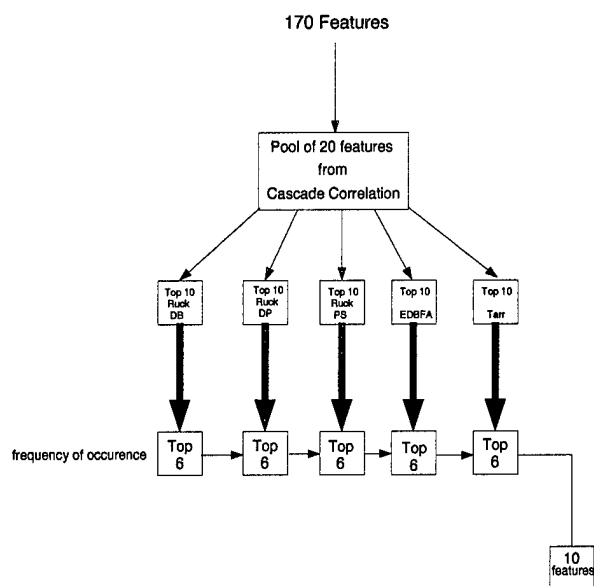 170 Features
Pool of 20 features
from
Cascade Correlation
Top 10
Ruck
DB
Top 10
Ruck
DP
Top 10
Ruck
PS
Top 10
EDBFA
Top 10
Tarr
frequency of occurence
Top
6
Top
6
Top
6
Top
6
Top
6
10
features